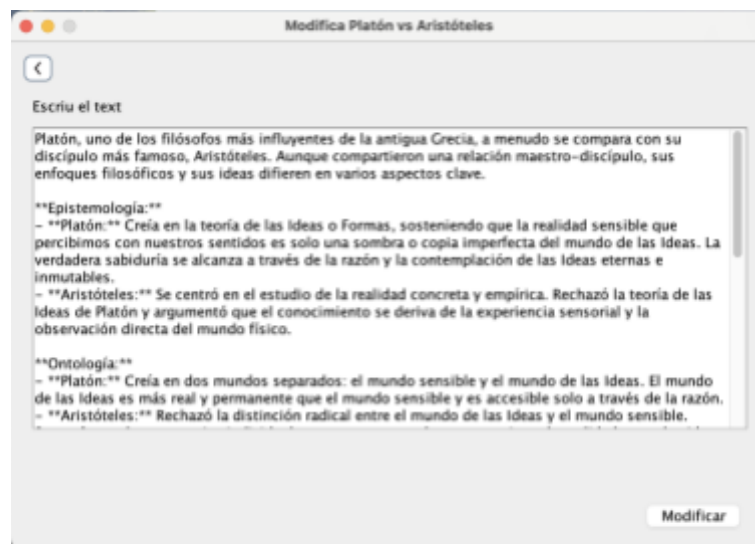 Modifica Platón vs Aristóteles
<
Escriu el text
Platón, uno de los filósofos más influyentes de la antigua Grecia, a menudo se compara con su
discípulo más famoso, Aristóteles. Aunque compartieron una relación maestro-discípulo, sus
enfoques filosóficos y sus ideas difieren en varios aspectos clave.
**Epistemología:**
- **Platón:** Creía en la teoría de las Ideas o Formas, sosteniendo que la realidad sensible que
percibimos con nuestros sentidos es solo una sombra o copia imperfecta del mundo de las Ideas. La
verdadera sabiduría se alcanza a través de la razón y la contemplación de las Ideas eternas e
inmutables.
- **Aristóteles:** Se centró en el estudio de la realidad concreta y empírica. Rechazó la teoría de las
Ideas de Platón y argumentó que el conocimiento se deriva de la experiencia sensorial y la
observación directa del mundo físico.
**Ontología:**
- **Platón:** Creía en dos mundos separados: el mundo sensible y el mundo de las Ideas. El mundo
de las Ideas es más real y permanente que el mundo sensible y es accesible solo a través de la razón.
- **Aristóteles:** Rechazó la distinción radical entre el mundo de las Ideas y el mundo sensible.
Modificar